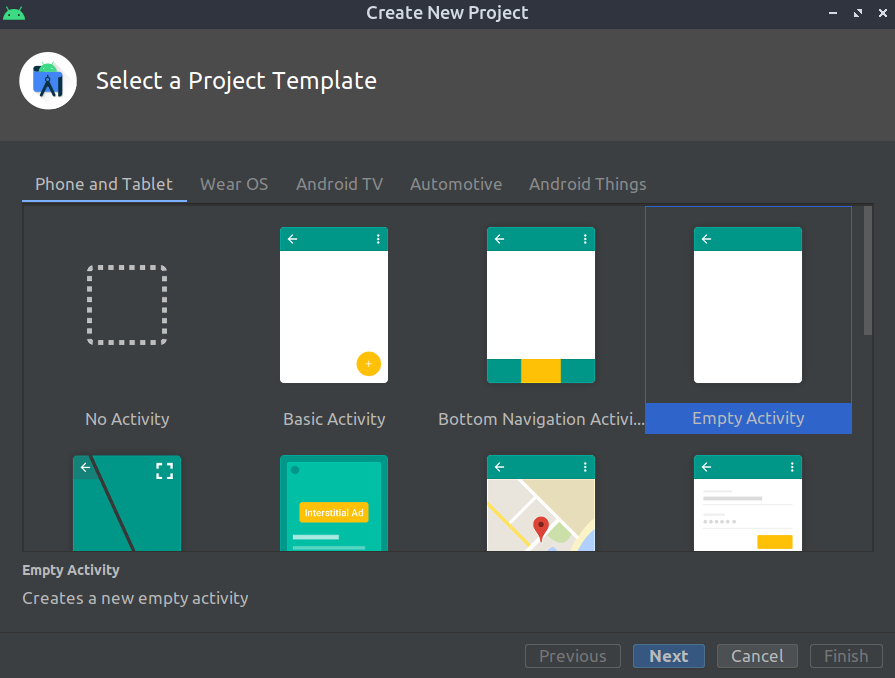 Create New Project
Select a Project Template
Phone and Tablet Wear OS Android TV Automotive Android Things
No Activity Basic Activity Bottom Navigation Activi... Empty Activity
Interstitial Ad
Empty Activity
Creates a new empty activity
Previous Next Cancel Finish